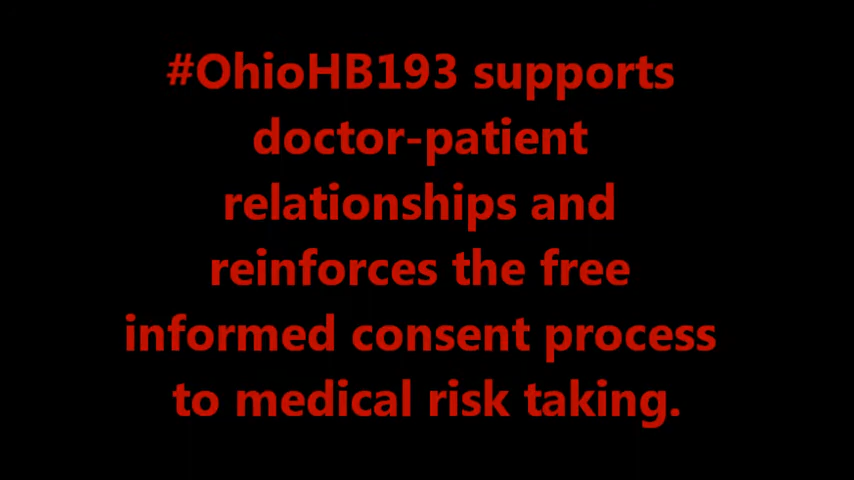 #OhioHB193 supports
doctor-patient
relationships and
reinforces the free
informed consent process
to medical risk taking.